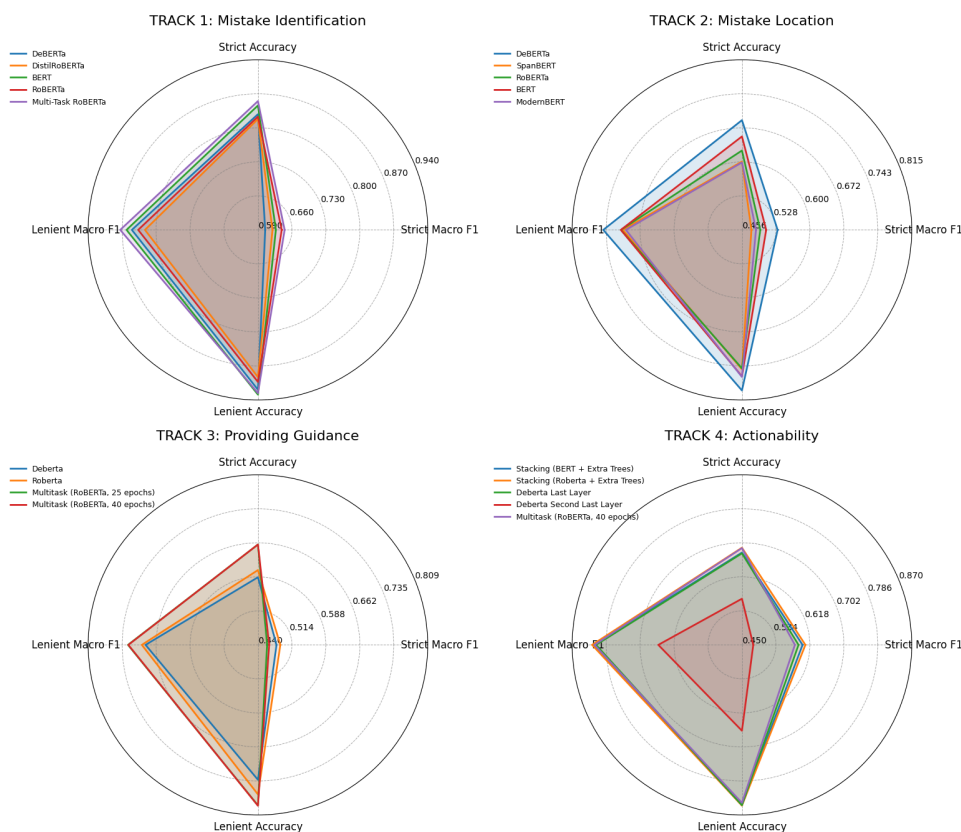 TRACK 1: Mistake Identification
Strict Accuracy
DeBERTa
DistilRoBERTa
BERT
RoBERTa
Multi-Task RoBERTa
0.940
0.870
0.800
0.730
0.660
0.590
Lenient Macro F1
Strict Macro F1
Lenient Accuracy
TRACK 2: Mistake Location
Strict Accuracy
DeBERTa
SpanBERT
RoBERTa
BERT
ModernBERT
0.815
0.743
0.672
0.600
0.528
0.456
Lenient Macro F1
Strict Macro F1
Lenient Accuracy
TRACK 3: Providing Guidance
Strict Accuracy
Deberta
Roberta
Multitask (RoBERTa, 25 epochs)
Multitask (RoBERTa, 40 epochs)
0.809
0.735
0.662
0.588
0.514
0.440
Lenient Macro F1
Strict Macro F1
Lenient Accuracy
TRACK 4: Actionability
Strict Accuracy
Stacking (BERT + Extra Trees)
Stacking (Roberta + Extra Trees)
Deberta Last Layer
Deberta Second Last Layer
Multitask (RoBERTa, 40 epochs)
0.870
0.786
0.702
0.618
0.534
0.450
Lenient Macro F1
Strict Macro F1
Lenient Accuracy